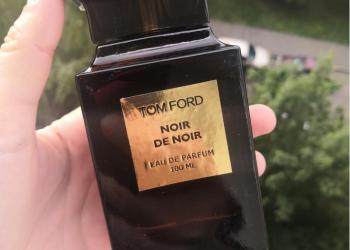 TOM FORD
NOIR
DE NOIR
EAU DE PARFUM
100 ML